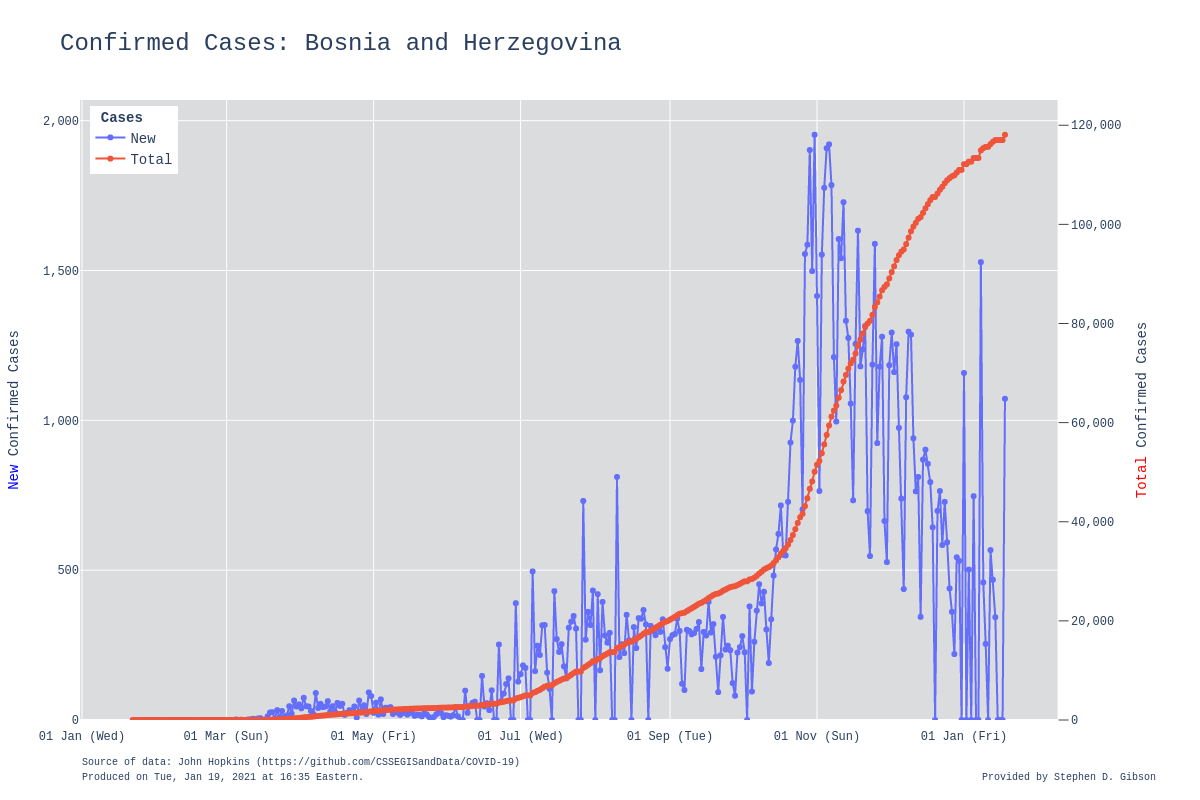 Confirmed Cases: Bosnia and Herzegovina
Cases
New
Total
2,000
1,500
1,000
500
0
120,000
100,000
80,000
60,000
40,000
20,000
0
New Confirmed Cases
Total Confirmed Cases
01 Jan (Wed)
01 Mar (Sun)
01 May (Fri)
01 Jul (Wed)
01 Sep (Tue)
01 Nov (Sun)
01 Jan (Fri)
Source of data: John Hopkins (https://github.com/CSSEGISandData/COVID-19)
Produced on Tue, Jan 19, 2021 at 16:35 Eastern.
Provided by Stephen D. Gibson